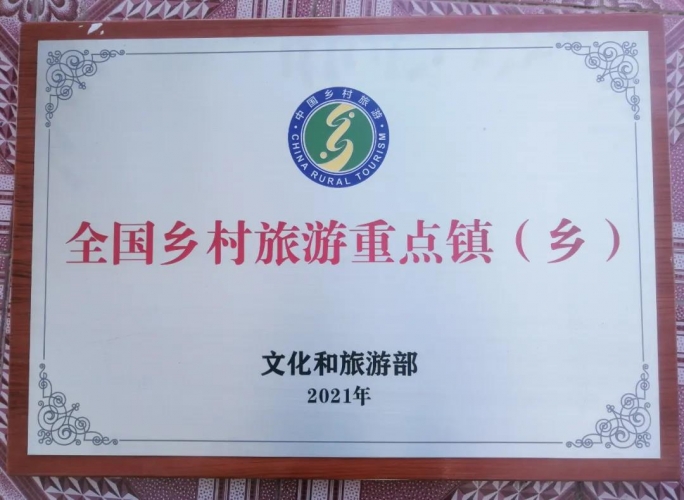 中国乡村旅游
CHINA RURAL TOURISM
全国乡村旅游重点镇（乡）
文化和旅游部
2021年